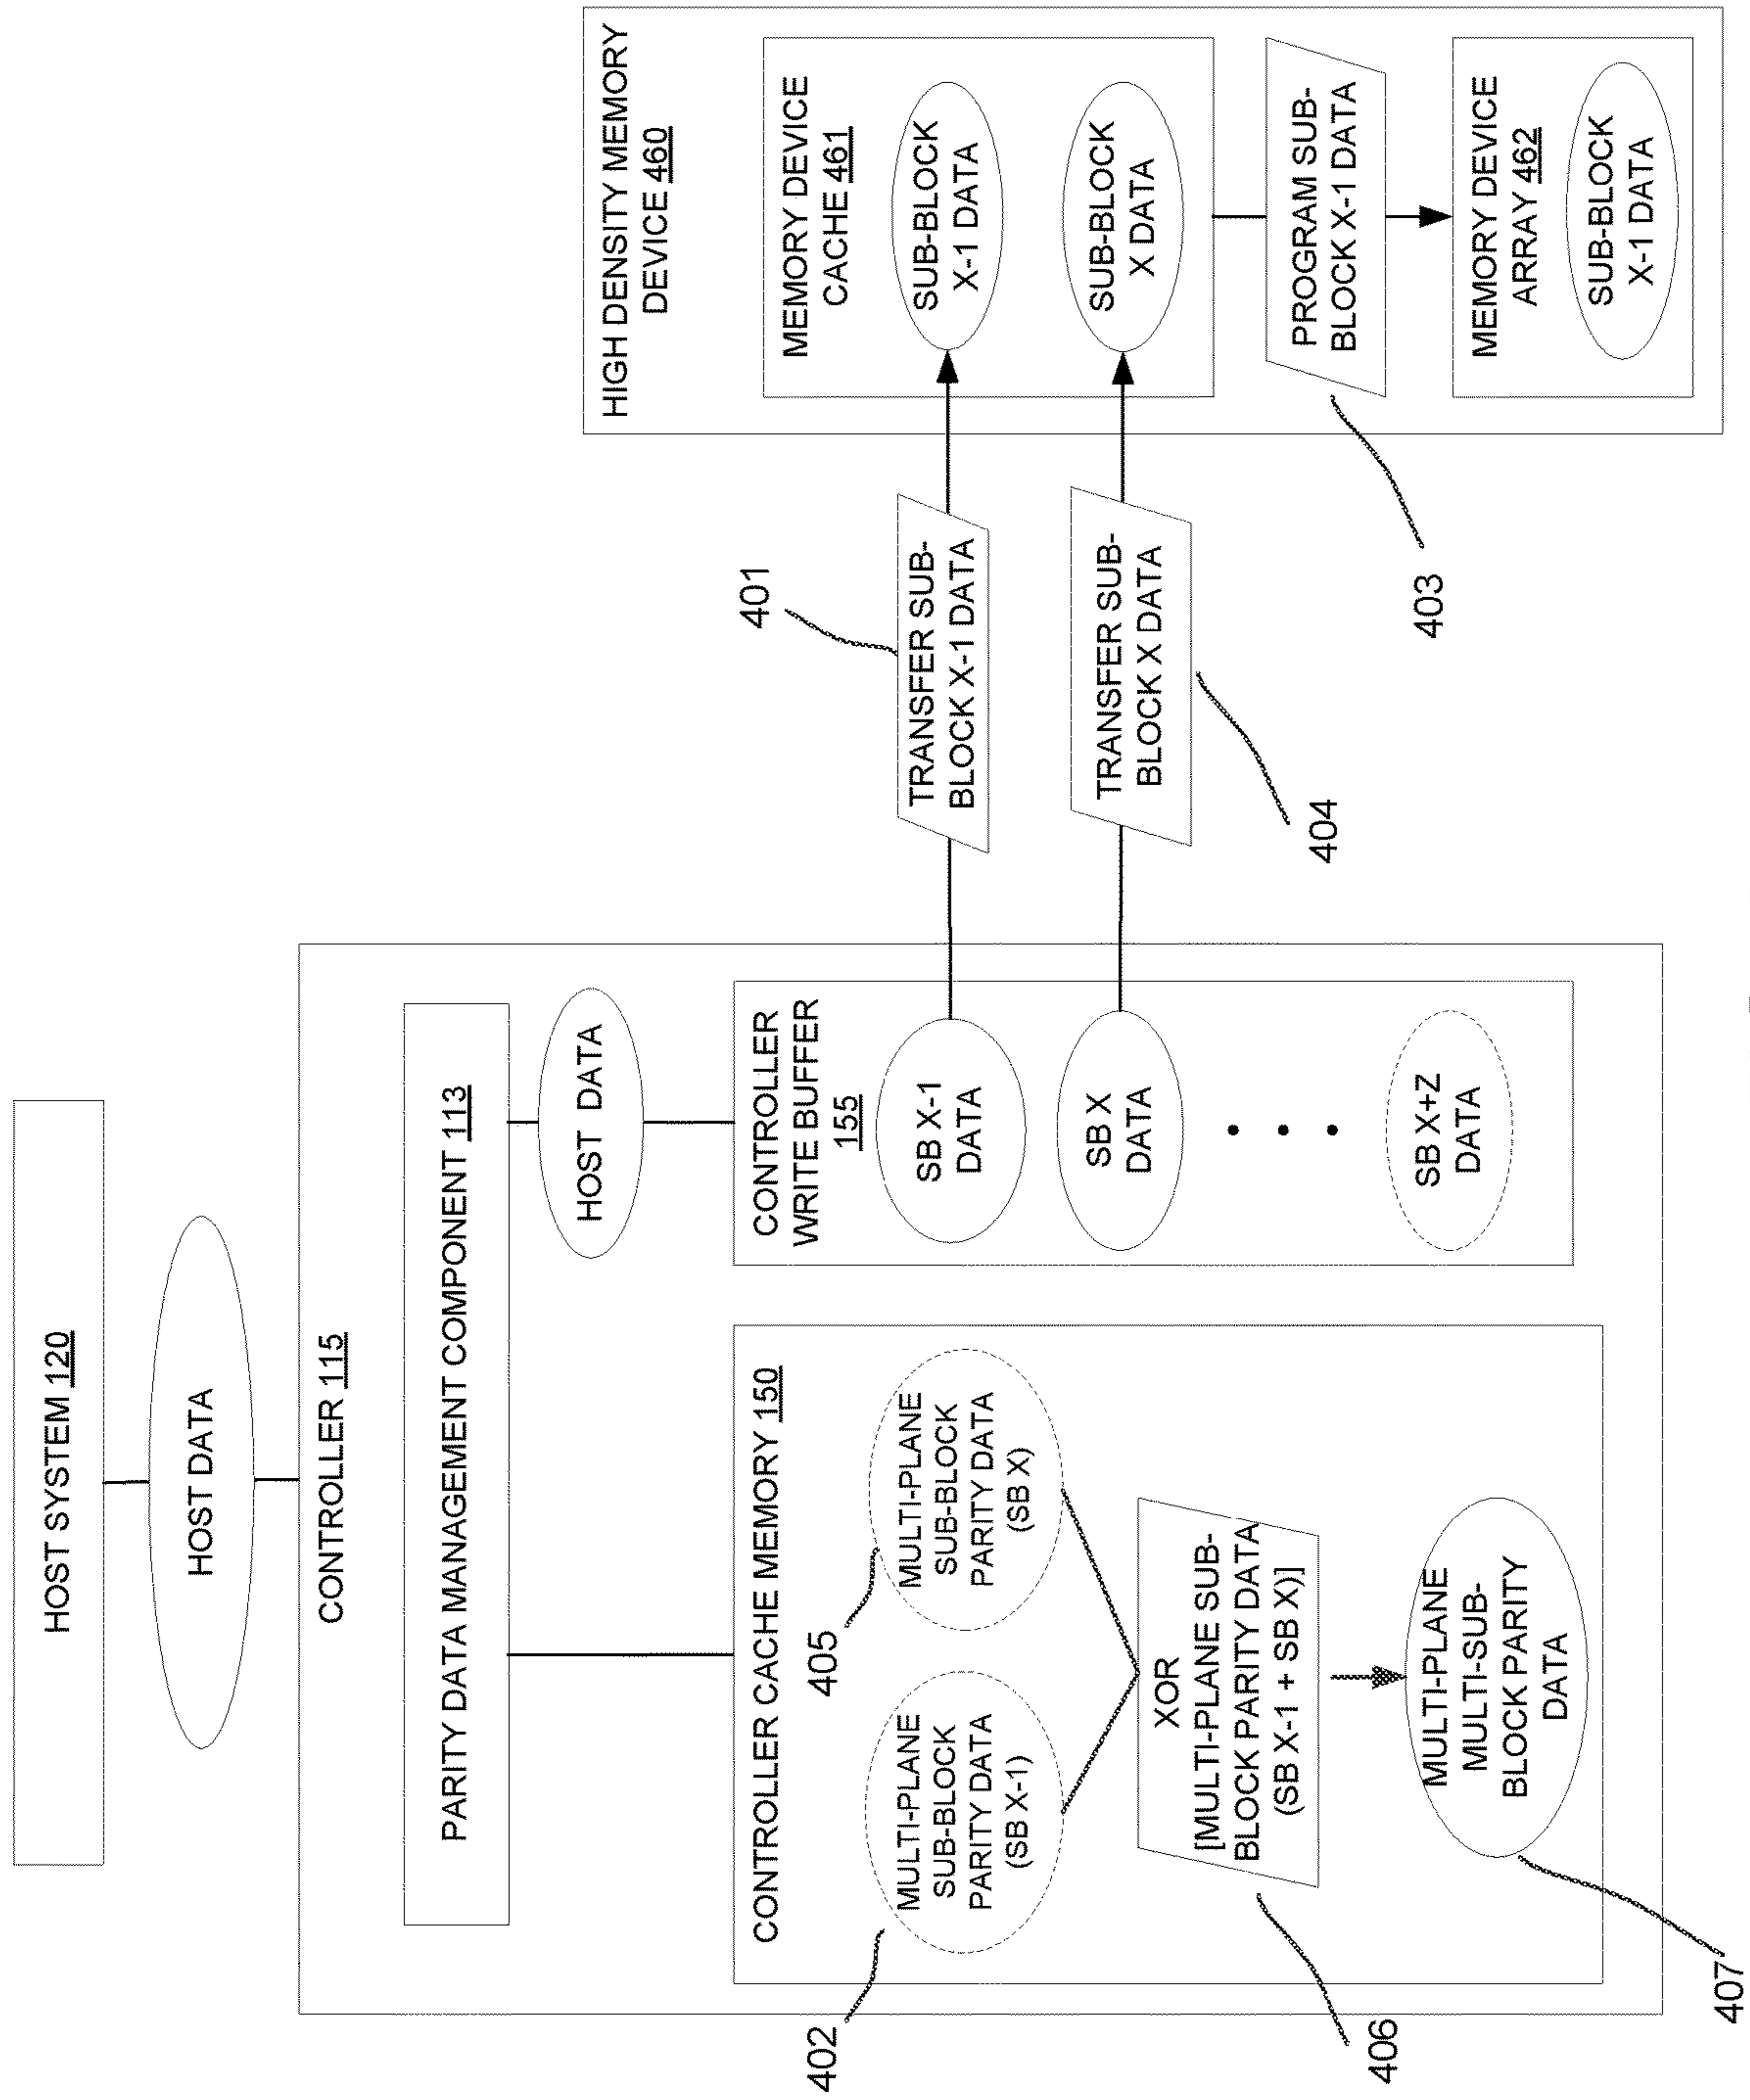 HOST SYSTEM 120
HOST DATA
CONTROLLER 115
PARITY DATA MANAGEMENT COMPONENT 113
HOST DATA
CONTROLLER CACHE MEMORY 150
402
MULTI-PLANE
SUB-BLOCK
PARITY DATA
(SB X-1)
405
MULTI-PLANE
SUB-BLOCK
PARITY DATA
(SB X)
XOR
[MULTI-PLANE SUB-
BLOCK PARITY DATA
(SB X-1 + SB X)]
406
MULTI-PLANE
MULTI-SUB-
BLOCK PARITY
DATA
407
CONTROLLER
WRITE BUFFER
155
SB X-1
DATA
SB X
DATA
SB X+Z
DATA
401
TRANSFER SUB-
BLOCK X-1 DATA
TRANSFER SUB-
BLOCK X DATA
404
HIGH DENSITY MEMORY
DEVICE 460
MEMORY DEVICE
CACHE 461
SUB-BLOCK
X-1 DATA
SUB-BLOCK
X DATA
PROGRAM SUB-
BLOCK X-1 DATA
403
MEMORY DEVICE
ARRAY 462
SUB-BLOCK
X-1 DATA